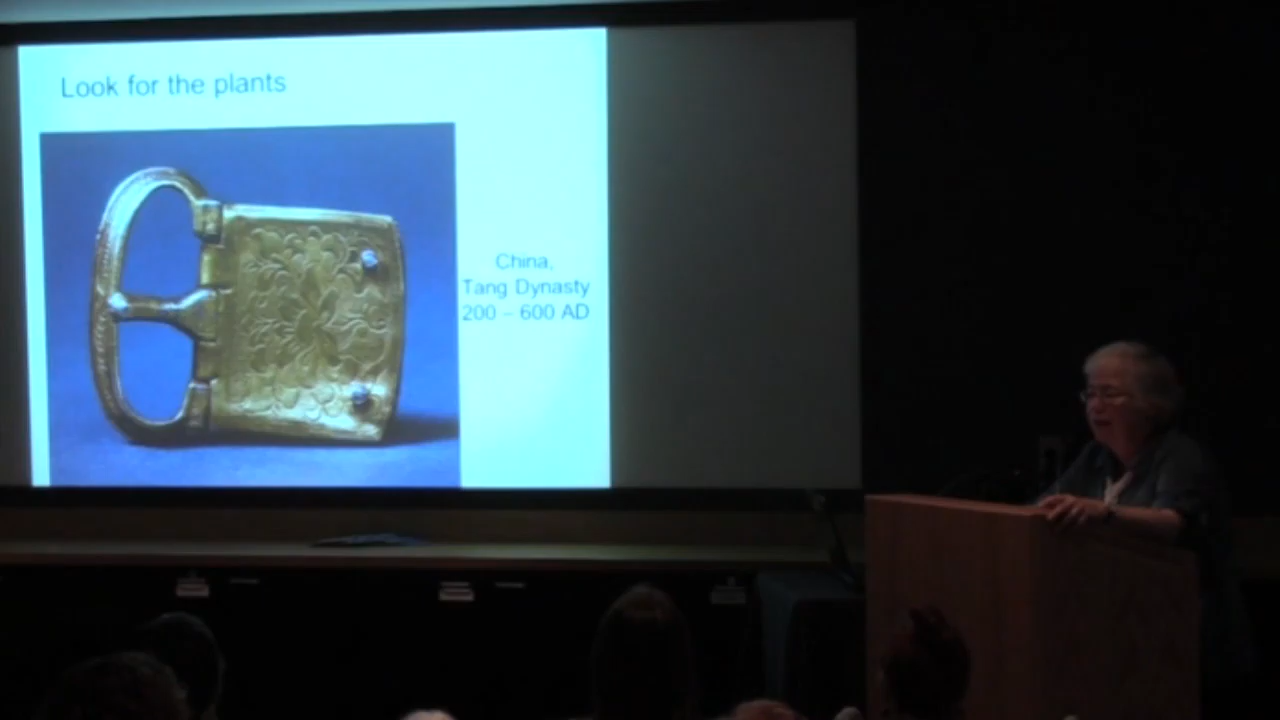 Look for the plants
China,
Tang Dynasty
200 – 600 AD